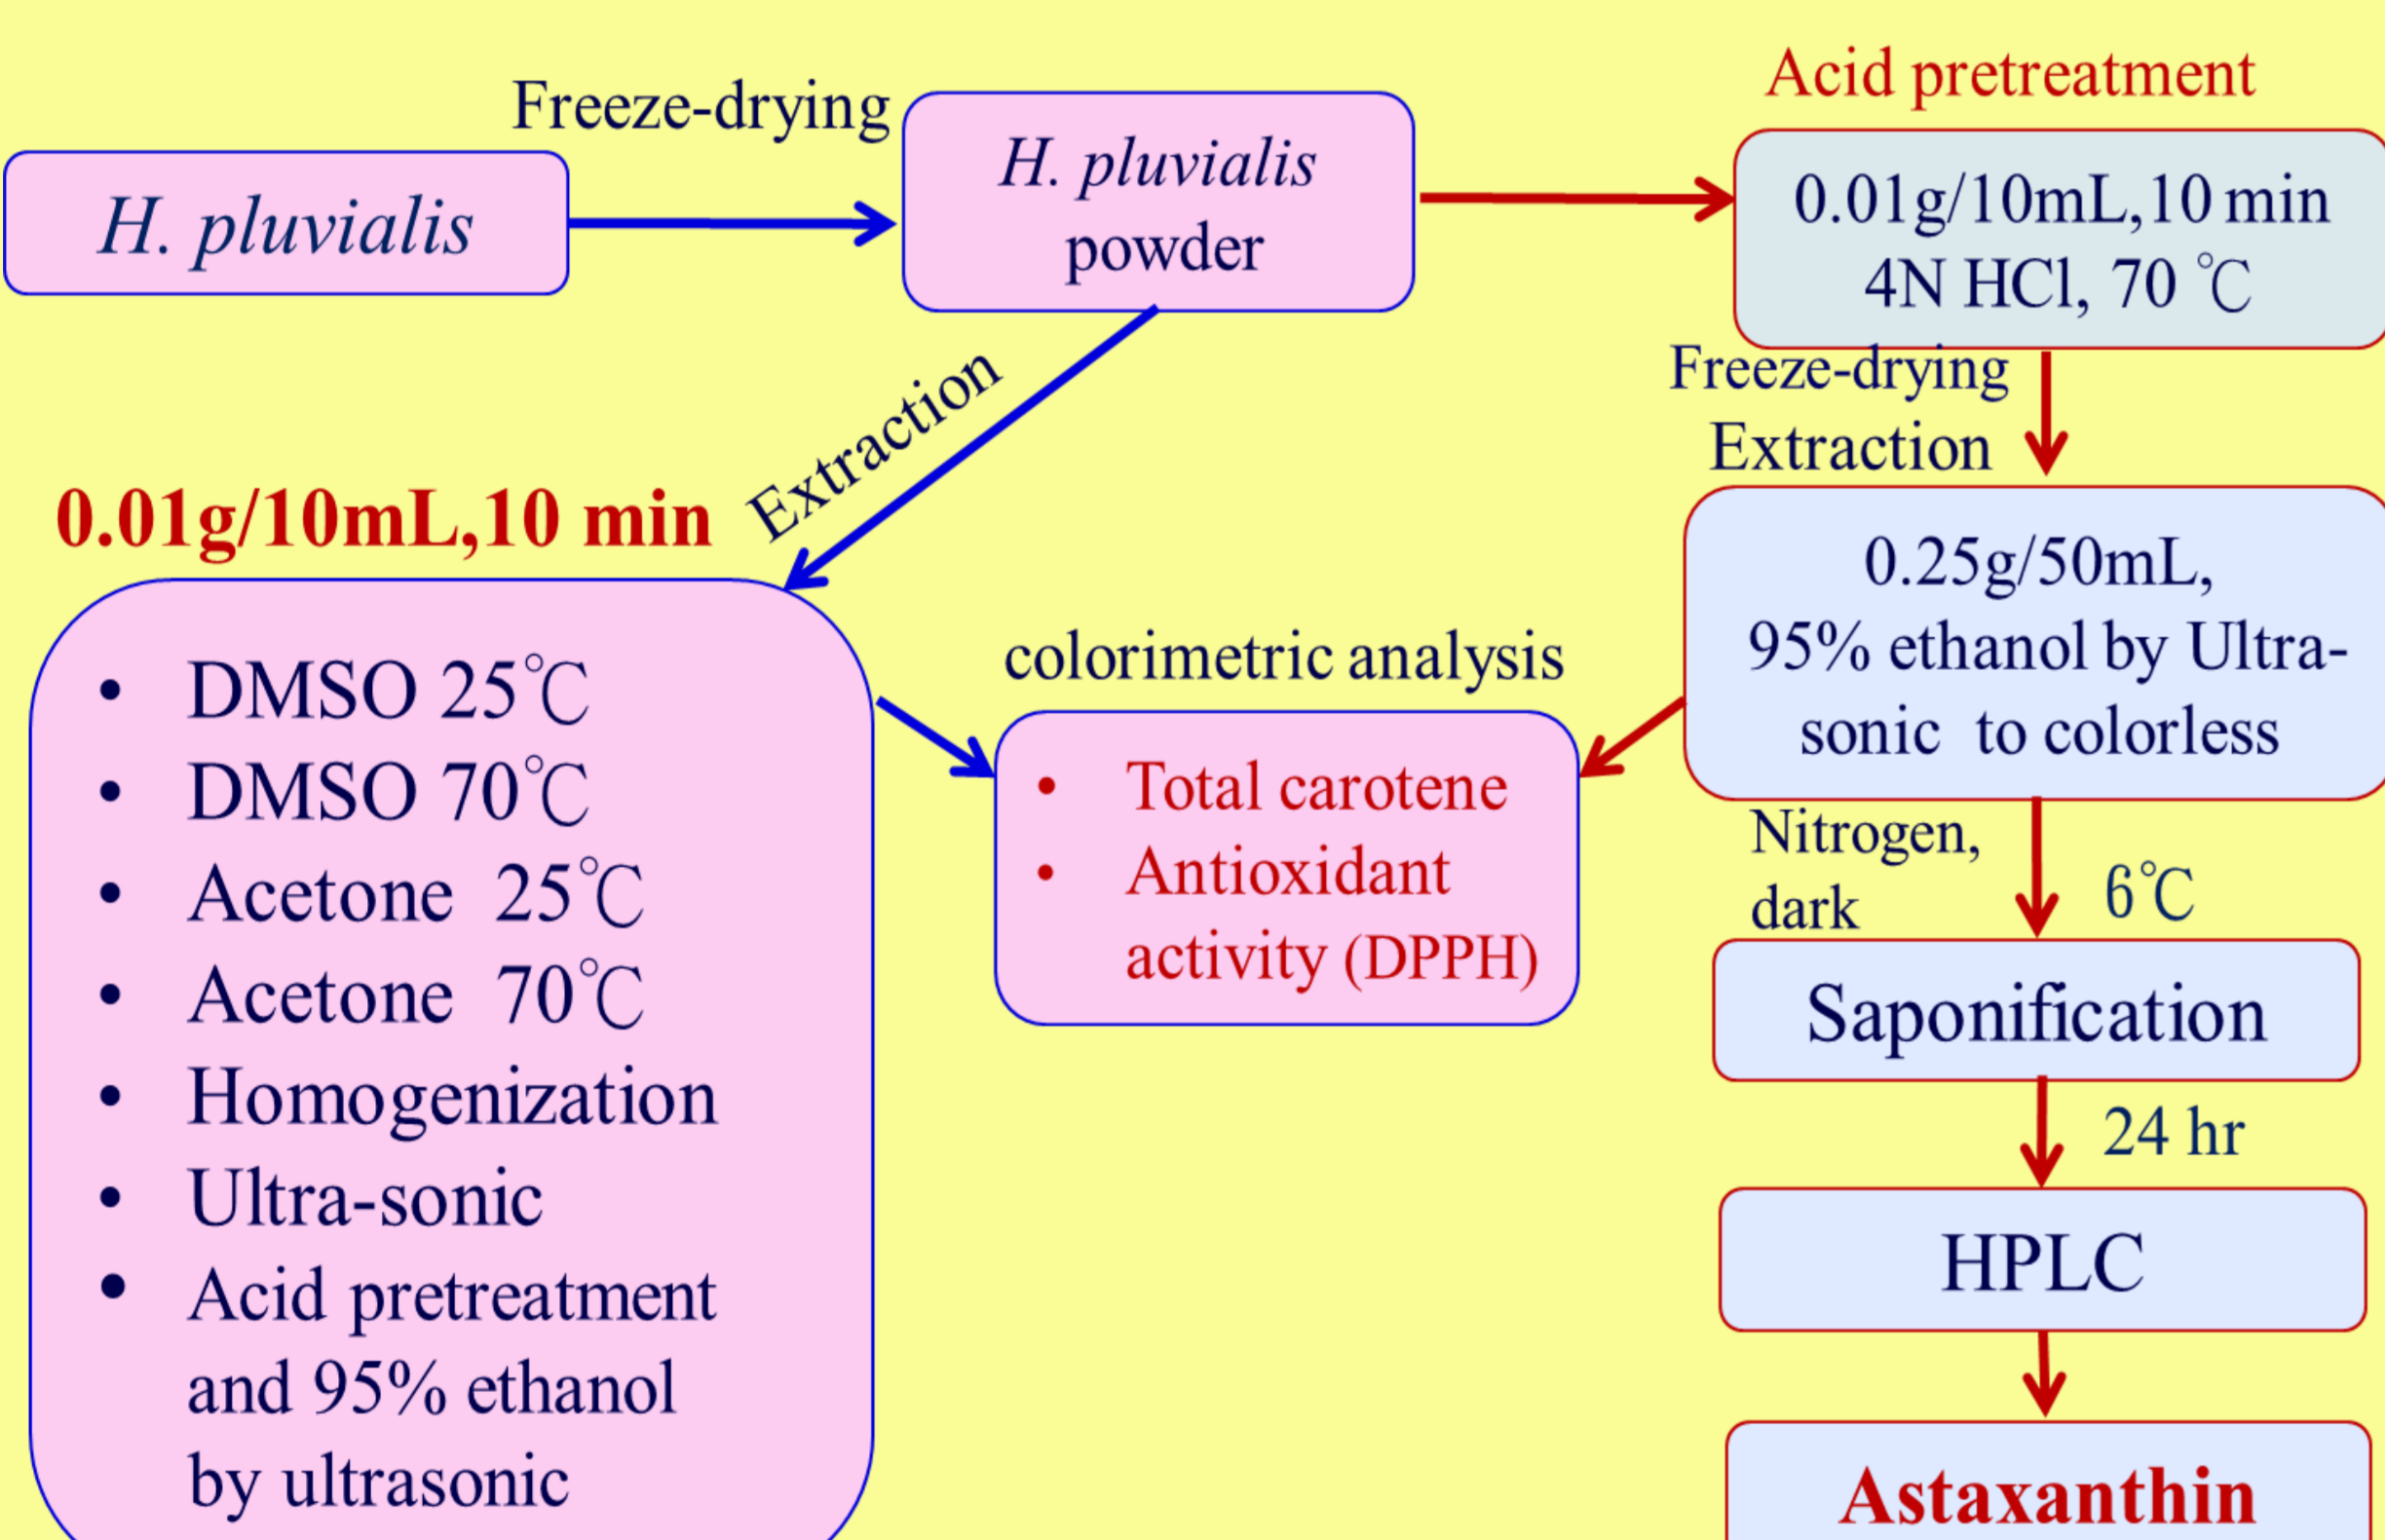 Freeze-drying
H. pluvialis
H. pluvialis
powder
Acid pretreatment
0.01g/10mL,10 min
4N HCl, 70 ℃
Freeze-drying
Extraction
Extraction
0.01g/10mL,10 min
DMSO 25℃
DMSO 70℃
Acetone 25℃
Acetone 70℃
Homogenization
Ultra-sonic
Acid pretreatment
and 95% ethanol
by ultrasonic
colorimetric analysis
Total carotene
Antioxidant
activity (DPPH)
0.25g/50mL,
95% ethanol by Ultra-
sonic to colorless
Nitrogen,
dark
6℃
Saponification
24 hr
HPLC
Astaxanthin